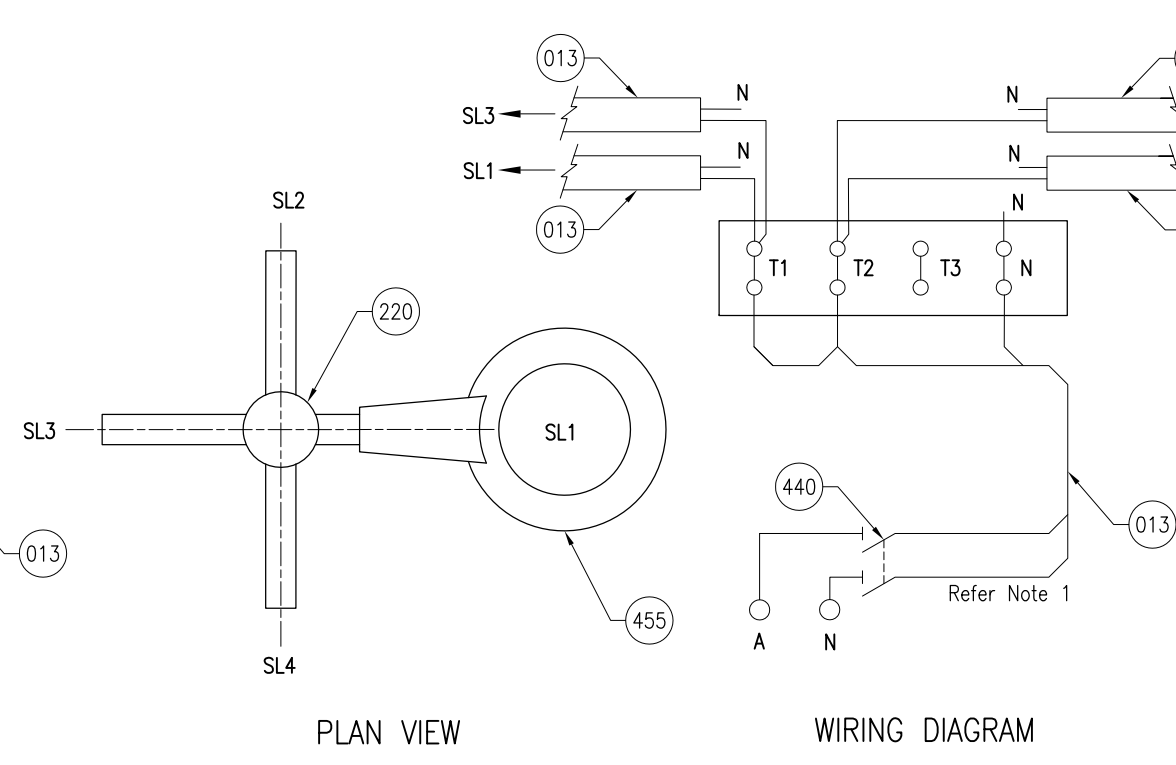 SL2
220
SL3
SL1
013
455
SL4
PLAN VIEW
013
N
N
SL3
N
N
SL1
013
N
T1
T2
T3
N
440
013
Refer Note 1
A
N
WIRING DIAGRAM